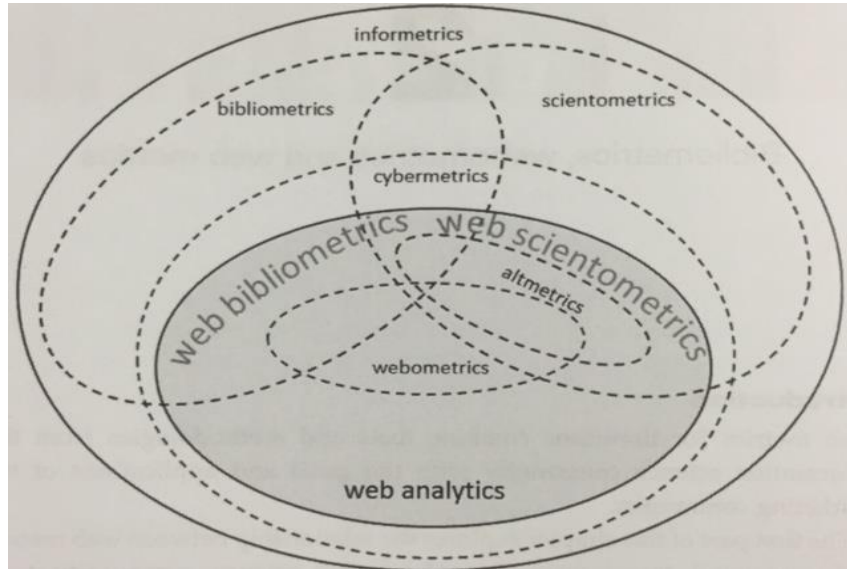 informetrics
bibliometrics
scientometrics
cybermetrics
web bibliometrics
web scientometrics
altmetrics
webometrics
web analytics